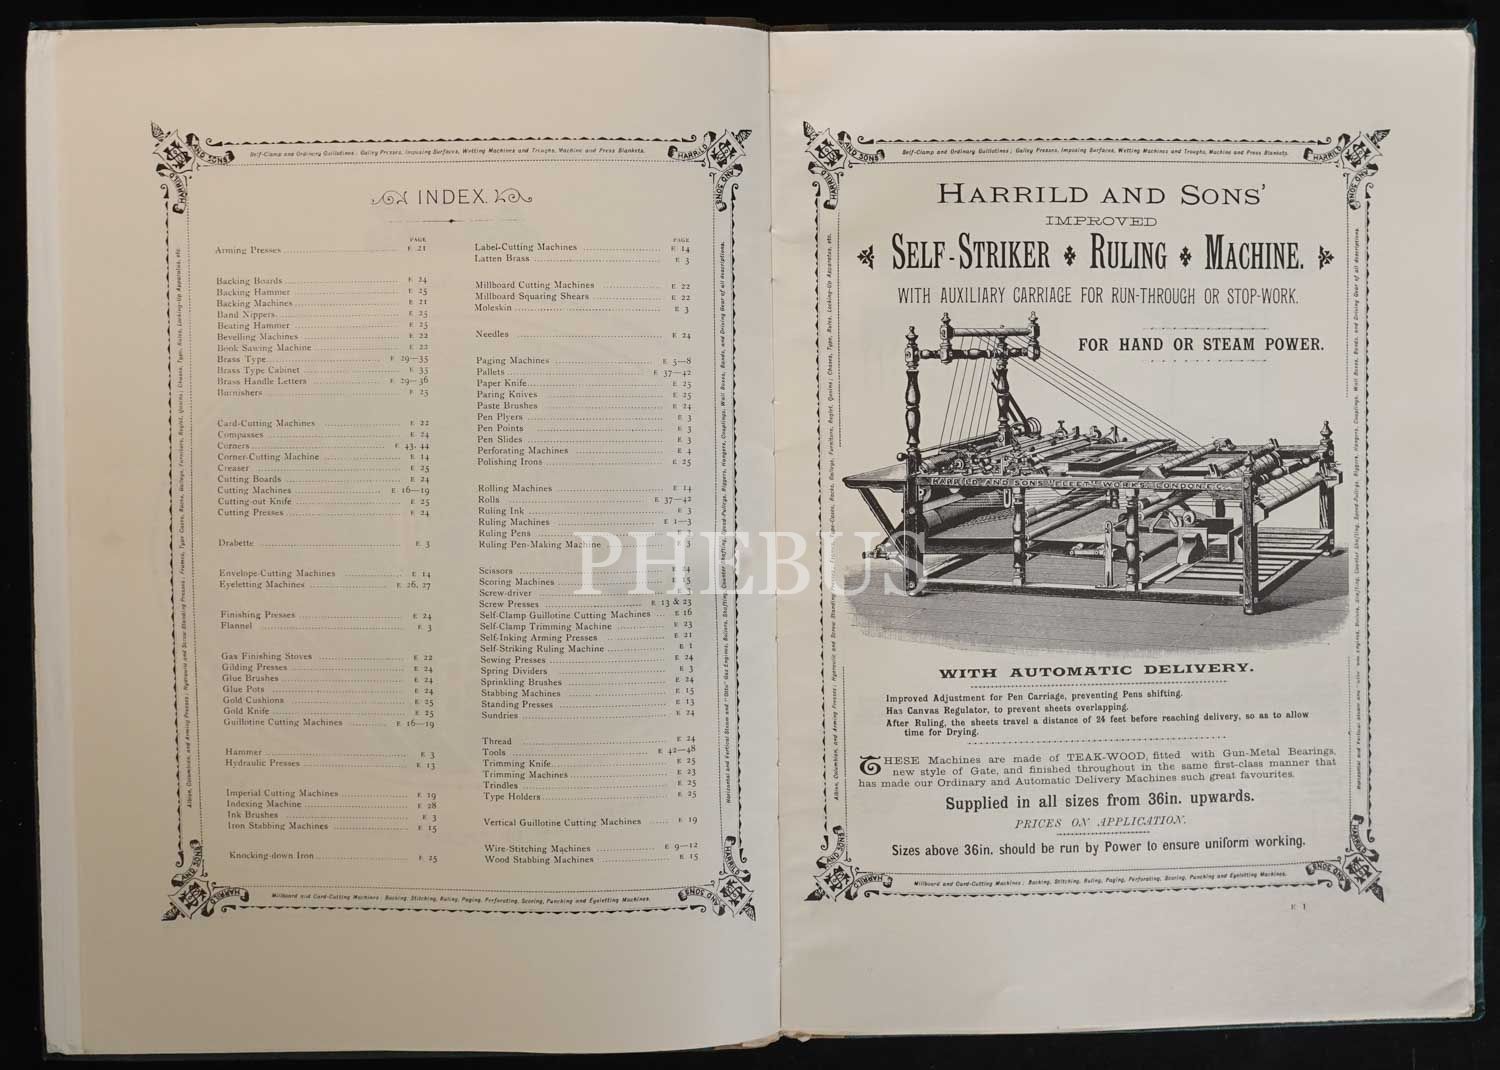 Self-Clamp and Ordinary Guillotines; Galley Presses, Imposing Surfaces, Wetting Machines and Troughs, Machine and Press Blankets.
HARRILD AND SONS
INDEX.
PAGE
Arming Presses E 21
Backing Boards E 24
Backing Hammer E 25
Backing Machines E 21
Band Nippers E 25
Beating Hammer E 25
Bevelling Machines E 22
Book Sawing Machine E 22
Brass Type E 29—35
Brass Type Cabinet E 35
Brass Handle Letters E 29—36
Burnishers E 25
Card-Cutting Machines E 22
Compasses E 24
Corners E 43, 44
Corner-Cutting Machine E 14
Creaser E 25
Cutting Boards E 24
Cutting Machines E 16—19
Cutting-out Knife E 25
Cutting Presses E 24
Drabette E 3
Envelope-Cutting Machines E 14
Eyeletting Machines E 26, 27
Finishing Presses E 24
Flannel E 3
Gas Finishing Stoves E 22
Gilding Presses E 24
Glue Brushes E 24
Glue Pots E 24
Gold Cushions E 25
Gold Knife E 25
Guillotine Cutting Machines E 16—19
Hammer E 3
Hydraulic Presses E 13
Imperial Cutting Machines E 19
Indexing Machine E 28
Ink Brushes E 3
Iron Stabbing Machines E 15
Knocking-down Iron E 25
PAGE
Label-Cutting Machines E 14
Latten Brass E 3
Millboard Cutting Machines E 22
Millboard Squaring Shears E 22
Moleskin E 3
Needles E 24
Paging Machines E 5—8
Pallets E 37—42
Paper Knife E 25
Paring Knives E 25
Paste Brushes E 24
Pen Plyers E 3
Pen Points E 3
Pen Slides E 3
Perforating Machines E 4
Polishing Irons E 25
Rolling Machines E 14
Rolls E 37—42
Ruling Ink E 3
Ruling Machines E 1—3
Ruling Pens E
Ruling Pen-Making Machine E 3
Scissors E 24
Scoring Machines E 15
Screw-driver E 3
Screw Presses E 13 & 23
Self-Clamp Guillotine Cutting Machines E 16
Self-Clamp Trimming Machine E 23
Self-Inking Arming Presses E 21
Self-Striking Ruling Machine E 1
Sewing Presses E 24
Spring Dividers E 3
Sprinkling Brushes E 24
Stabbing Machines E 15
Standing Presses E 13
Sundries E 24
Thread E 24
Tools E 42—48
Trimming Knife E 25
Trimming Machines E 23
Trindles E 25
Type Holders E 25
Vertical Guillotine Cutting Machines E 19
Wire-Stitching Machines E 9—12
Wood Stabbing Machines E 15
Millboard and Card-Cutting Machines; Backing, Stitching, Ruling, Paging, Perforating, Scoring, Punching and Eyeletting Machines.
Self-Clamp and Ordinary Guillotines; Galley Presses, Imposing Surfaces, Wetting Machines and Troughs, Machine and Press Blankets.
HARRILD AND SONS
HARRILD AND SONS'
IMPROVED
SELF-STRIKER RULING MACHINE.
WITH AUXILIARY CARRIAGE FOR RUN-THROUGH OR STOP-WORK.
FOR HAND OR STEAM POWER.
HARRILD AND SONS "FLEET" WORKS. LONDON E.C.
WITH AUTOMATIC DELIVERY.
Improved Adjustment for Pen Carriage, preventing Pens shifting.
Has Canvas Regulator, to prevent sheets overlapping.
After Ruling, the sheets travel a distance of 24 feet before reaching delivery, so as to allow
time for Drying.
THESE Machines are made of TEAK-WOOD, fitted with Gun-Metal Bearings,
new style of Gate, and finished throughout in the same first-class manner that
has made our Ordinary and Automatic Delivery Machines such great favourites.
Supplied in all sizes from 36in. upwards.
PRICES ON APPLICATION.
Sizes above 36in. should be run by Power to ensure uniform working.
Millboard and Card-Cutting Machines; Backing, Stitching, Ruling, Paging, Perforating, Scoring, Punching and Eyeletting Machines.
E 1
PHEBUS